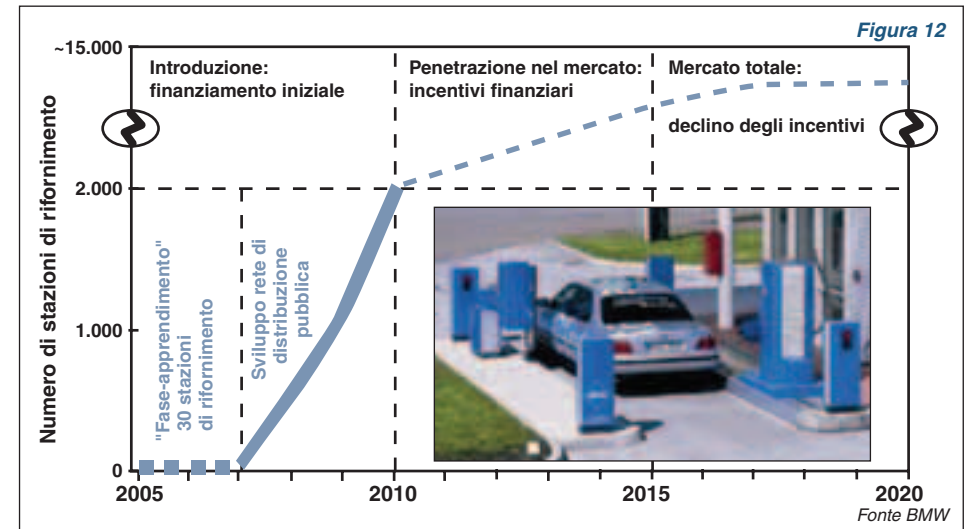 Figura 12
~15.000
Introduzione:
finanziamento iniziale
Penetrazione nel mercato:
incentivi finanziari
Mercato totale:
declino degli incentivi
Numero di stazioni di rifornimento
2.000
"Fase-apprendimento"
30 stazioni
di rifornimento
Sviluppo rete di
distribuzione
pubblica
1.000
0
2005
2010
2015
2020
Fonte BMW